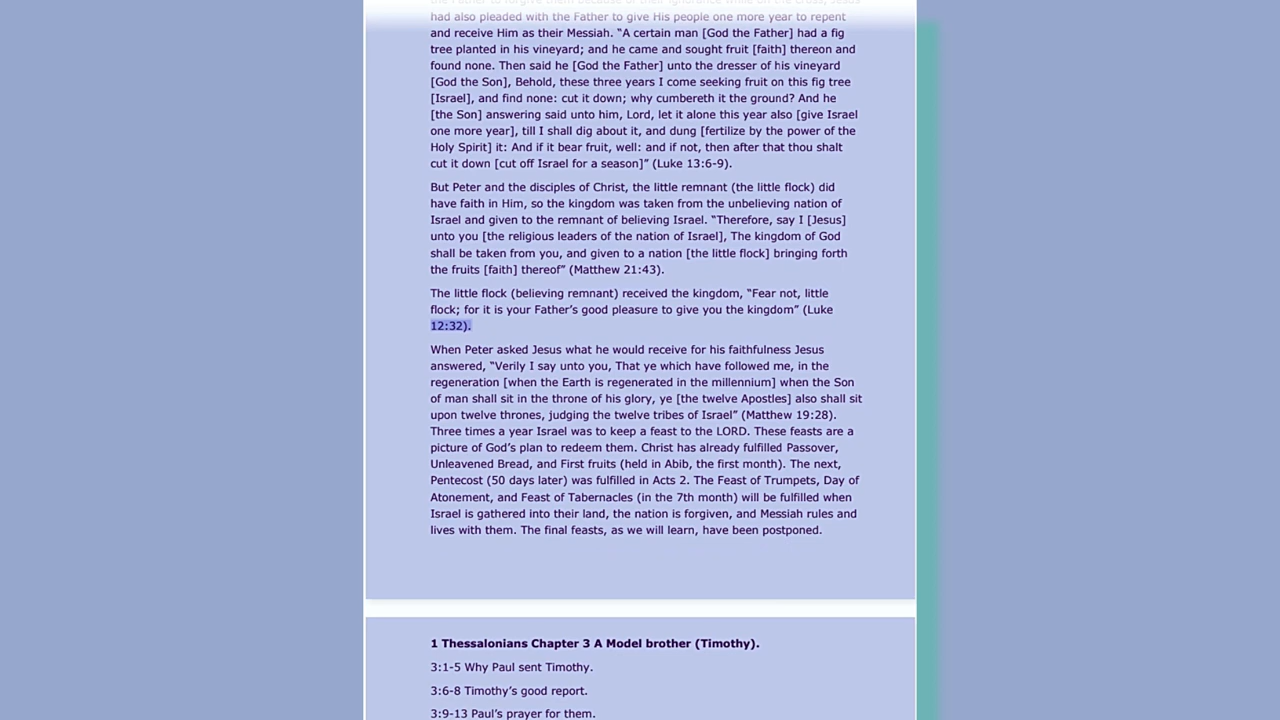 the Father to forgive them because of their ignorance while on the cross, Jesus
had also pleaded with the Father to give His people one more year to repent
and receive Him as their Messiah. “A certain man [God the Father] had a fig
tree planted in his vineyard; and he came and sought fruit [faith] thereon and
found none. Then said he [God the Father] unto the dresser of his vineyard
[God the Son], Behold, these three years I come seeking fruit on this fig tree
[Israel], and find none: cut it down; why cumbereth it the ground? And he
[the Son] answering said unto him, Lord, let it alone this year also [give Israel
one more year], till I shall dig about it, and dung [fertilize by the power of the
Holy Spirit] it: And if it bear fruit, well: and if not, then after that thou shalt
cut it down [cut off Israel for a season]” (Luke 13:6-9).
But Peter and the disciples of Christ, the little remnant (the little flock) did
have faith in Him, so the kingdom was taken from the unbelieving nation of
Israel and given to the remnant of believing Israel. “Therefore, say I [Jesus]
unto you [the religious leaders of the nation of Israel], The kingdom of God
shall be taken from you, and given to a nation [the little flock] bringing forth
the fruits [faith] thereof” (Matthew 21:43).
The little flock (believing remnant) received the kingdom, “Fear not, little
flock; for it is your Father’s good pleasure to give you the kingdom” (Luke
12:32).
When Peter asked Jesus what he would receive for his faithfulness Jesus
answered, “Verily I say unto you, That ye which have followed me, in the
regeneration [when the Earth is regenerated in the millennium] when the Son
of man shall sit in the throne of his glory, ye [the twelve Apostles] also shall sit
upon twelve thrones, judging the twelve tribes of Israel” (Matthew 19:28).
Three times a year Israel was to keep a feast to the LORD. These feasts are a
picture of God’s plan to redeem them. Christ has already fulfilled Passover,
Unleavened Bread, and First fruits (held in Abib, the first month). The next,
Pentecost (50 days later) was fulfilled in Acts 2. The Feast of Trumpets, Day of
Atonement, and Feast of Tabernacles (in the 7th month) will be fulfilled when
Israel is gathered into their land, the nation is forgiven, and Messiah rules and
lives with them. The final feasts, as we will learn, have been postponed.
1 Thessalonians Chapter 3 A Model brother (Timothy).
3:1-5 Why Paul sent Timothy.
3:6-8 Timothy’s good report.
3:9-13 Paul’s prayer for them.